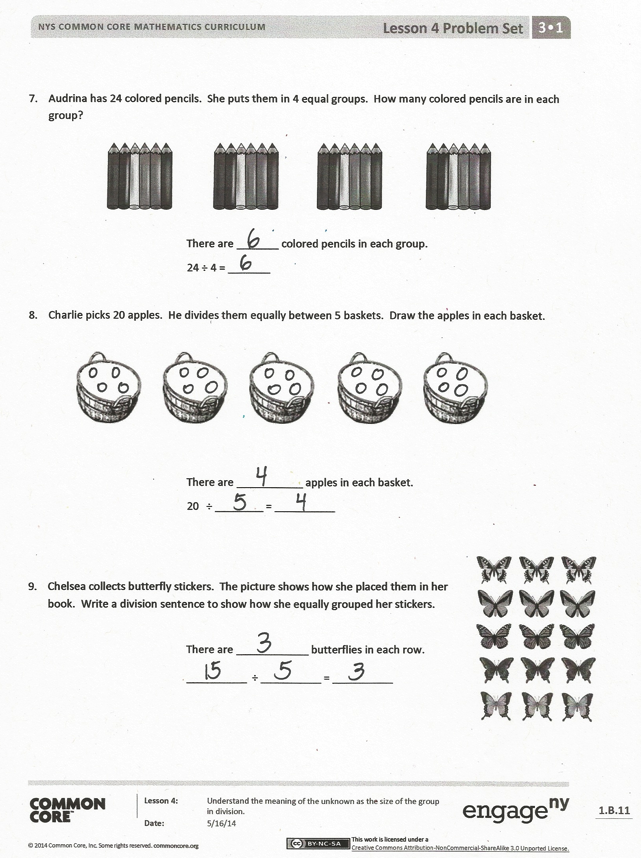 NYS COMMON CORE MATHEMATICS CURRICULUM Lesson 4 Problem Set 3•1
7. Audrina has 24 colored pencils. She puts them in 4 equal groups. How many colored pencils are in each
group?
There are 6 colored pencils in each group.
24 ÷ 4 = 6
8. Charlie picks 20 apples. He divides them equally between 5 baskets. Draw the apples in each basket.
There are 4 apples in each basket.
20 ÷ 5 = 4
9. Chelsea collects butterfly stickers. The picture shows how she placed them in her
book. Write a division sentence to show how she equally grouped her stickers.
There are 3 butterflies in each row.
15 ÷ 5 = 3
COMMON
CORE™
Lesson 4: Understand the meaning of the unknown as the size of the group
in division.
Date: 5/16/14
engageny
1.B.11
© 2014 Common Core, Inc. Some rights reserved. commoncore.org
cc BY-NC-SA
This work is licensed under a
Creative Commons Attribution-NonCommercial-ShareAlike 3.0 Unported License.